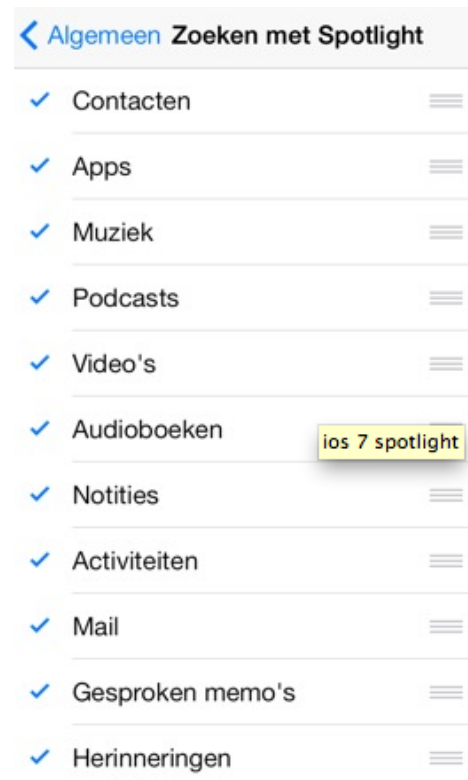 Algemeen Zoeken met Spotlight
Contacten
Apps
Muziek
Podcasts
Video's
Audioboeken
ios 7 spotlight
Notities
Activiteiten
Mail
Gesproken memo's
Herinneringen